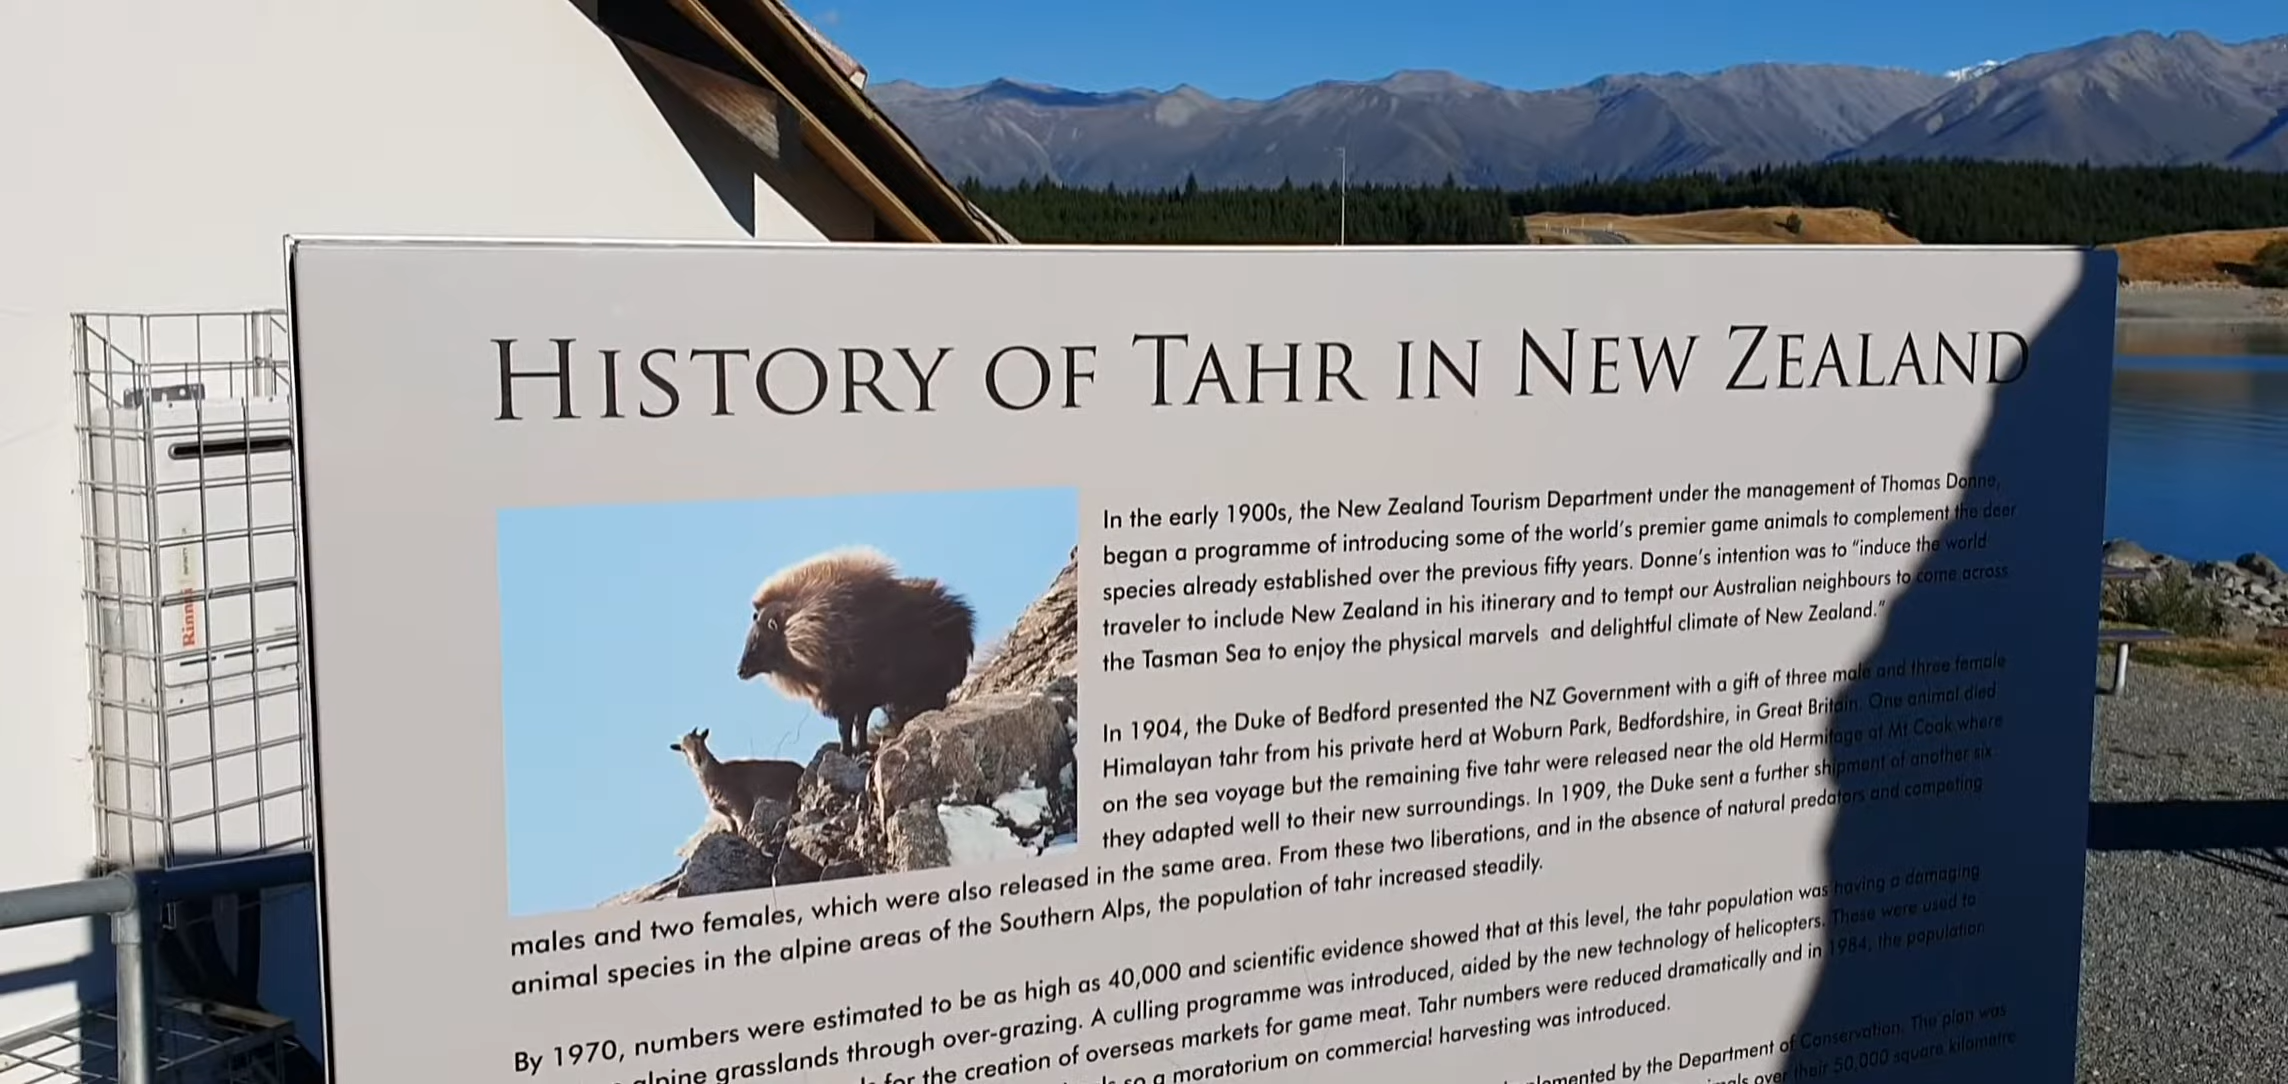 HISTORY OF TAHR IN NEW ZEALAND
In the early 1900s, the New Zealand Tourism Department under the management of Thomas Donne,
began a programme of introducing some of the world's premier game animals to complement the deer
species already established over the previous fifty years. Donne's intention was to "induce the world
traveler to include New Zealand in his itinerary and to tempt our Australian neighbours to come across
the Tasman Sea to enjoy the physical marvels and delightful climate of New Zealand."
In 1904, the Duke of Bedford presented the NZ Government with a gift of three male and three female
Himalayan tahr from his private herd at Woburn Park, Bedfordshire, in Great Britain. One animal died
on the sea voyage but the remaining five tahr were released near the old Hermitage at Mt Cook where
they adapted well to their new surroundings. In 1909, the Duke sent a further shipment of another six
males and two females, which were also released in the same area. From these two liberations, and in the absence of natural predators and competing
animal species in the alpine areas of the Southern Alps, the population of tahr increased steadily.
By 1970, numbers were estimated to be as high as 40,000 and scientific evidence showed that at this level, the tahr population was having a damaging
alpine grasslands through over-grazing. A culling programme was introduced, aided by the new technology of helicopters. These were used to
for the creation of overseas markets for game meat. Tahr numbers were reduced dramatically and in 1984, the population
so a moratorium on commercial harvesting was introduced.
by the Department of Conservation. The plan was
over their 50,000 square kilometre
Rinnai